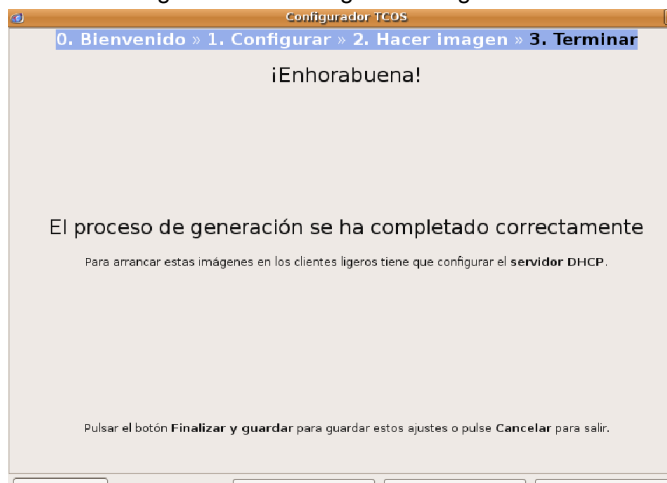 Configurador TCOS
0. Bienvenido » 1. Configurar » 2. Hacer imagen » 3. Terminar
¡Enhorabuena!
El proceso de generación se ha completado correctamente
Para arrancar estas imágenes en los clientes ligeros tiene que configurar el servidor DHCP.
Pulsar el botón Finalizar y guardar para guardar estos ajustes o pulse Cancelar para salir.